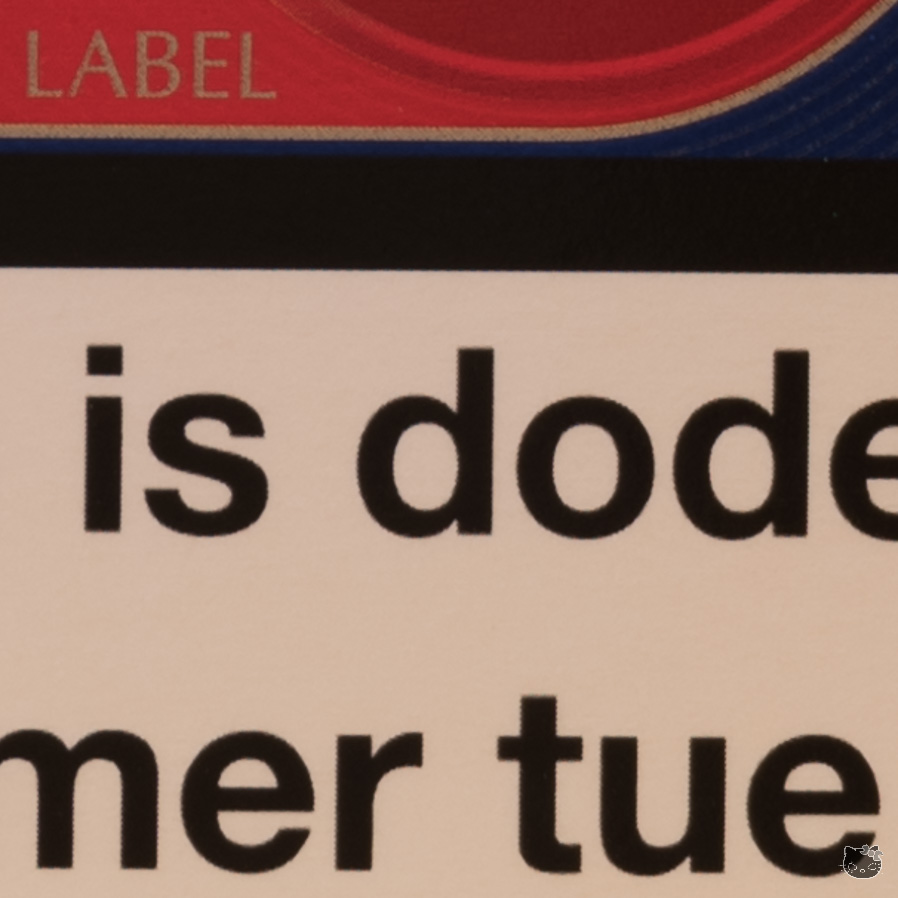 LABEL
is dode
mer tue